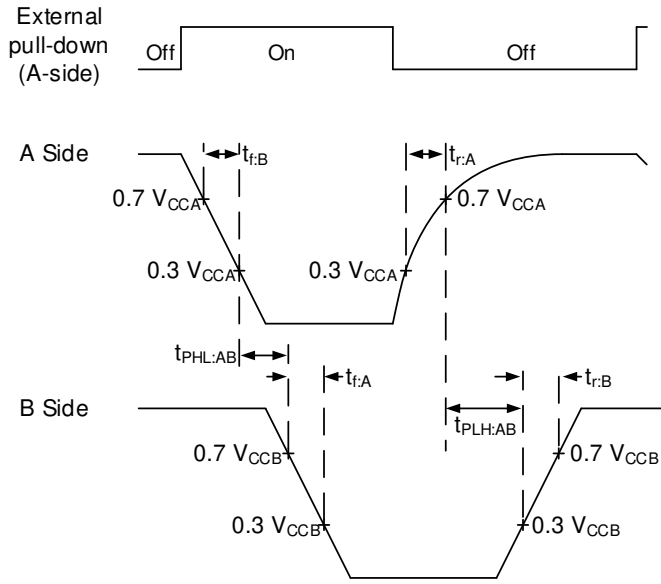 External
pull-down
(A-side)
Off
On
Off
A Side
t_f:B
t_r:A
0.7 V_CCA
0.7 V_CCA
0.3 V_CCA
0.3 V_CCA
t_PHL:AB
t_f:A
t_r:B
B Side
t_PLH:AB
0.7 V_CCB
0.7 V_CCB
0.3 V_CCB
0.3 V_CCB